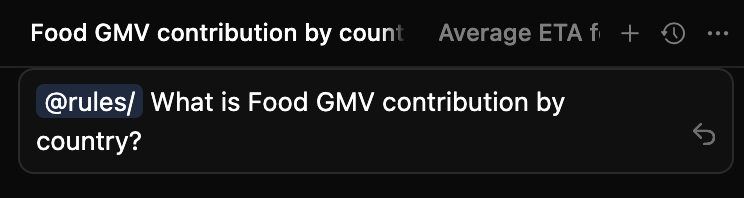 Food GMV contribution by count
Average ETA f
@rules/ What is Food GMV contribution by
country?